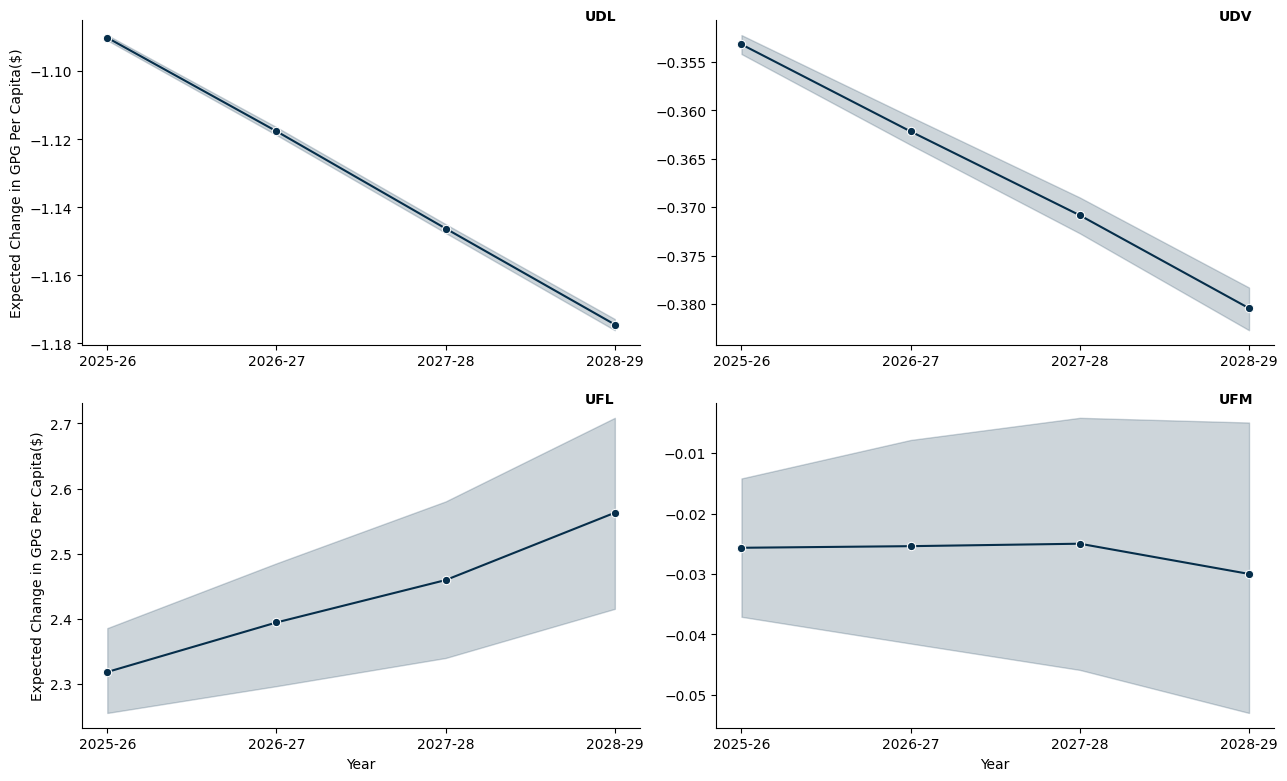 UDL
Expected Change in GPG Per Capita($)
−1.10
−1.12
−1.14
−1.16
−1.18
2025-26 2026-27 2027-28 2028-29
UDV
−0.355
−0.360
−0.365
−0.370
−0.375
−0.380
2025-26 2026-27 2027-28 2028-29
UFL
Expected Change in GPG Per Capita($)
2.7
2.6
2.5
2.4
2.3
2025-26 2026-27 2027-28 2028-29
Year
UFM
−0.01
−0.02
−0.03
−0.04
−0.05
2025-26 2026-27 2027-28 2028-29
Year